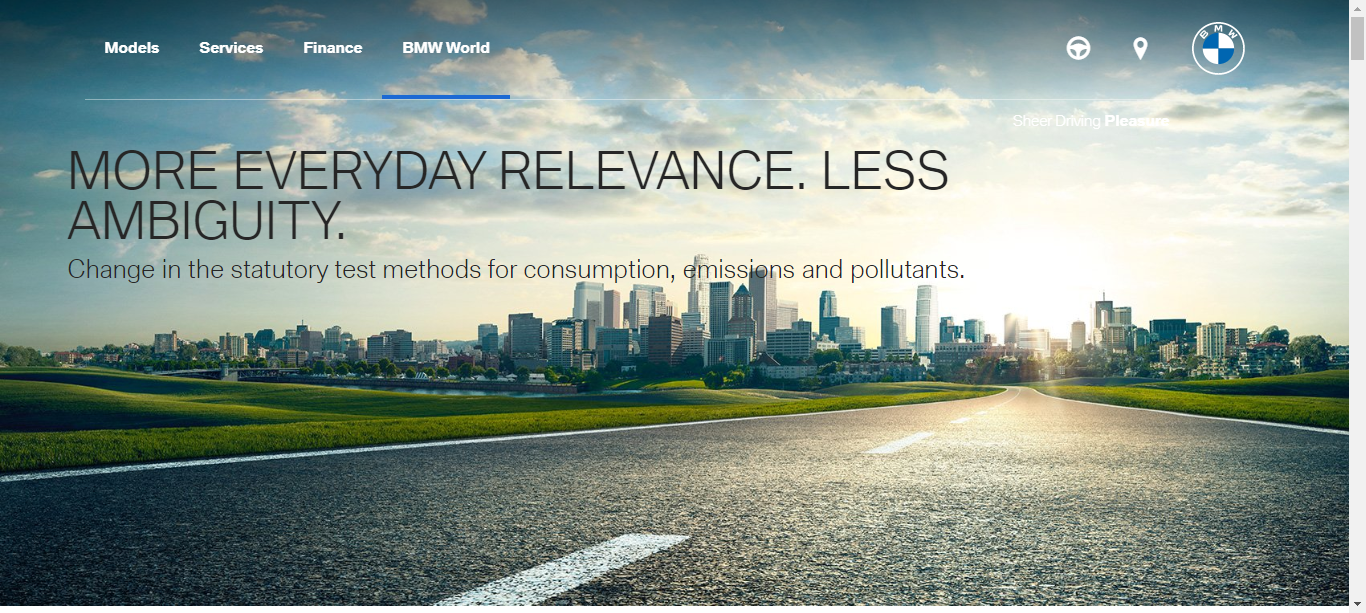 Models Services Finance BMW World
BMW
Sheer Driving Pleasure
MORE EVERYDAY RELEVANCE. LESS
AMBIGUITY.
Change in the statutory test methods for consumption, emissions and pollutants.